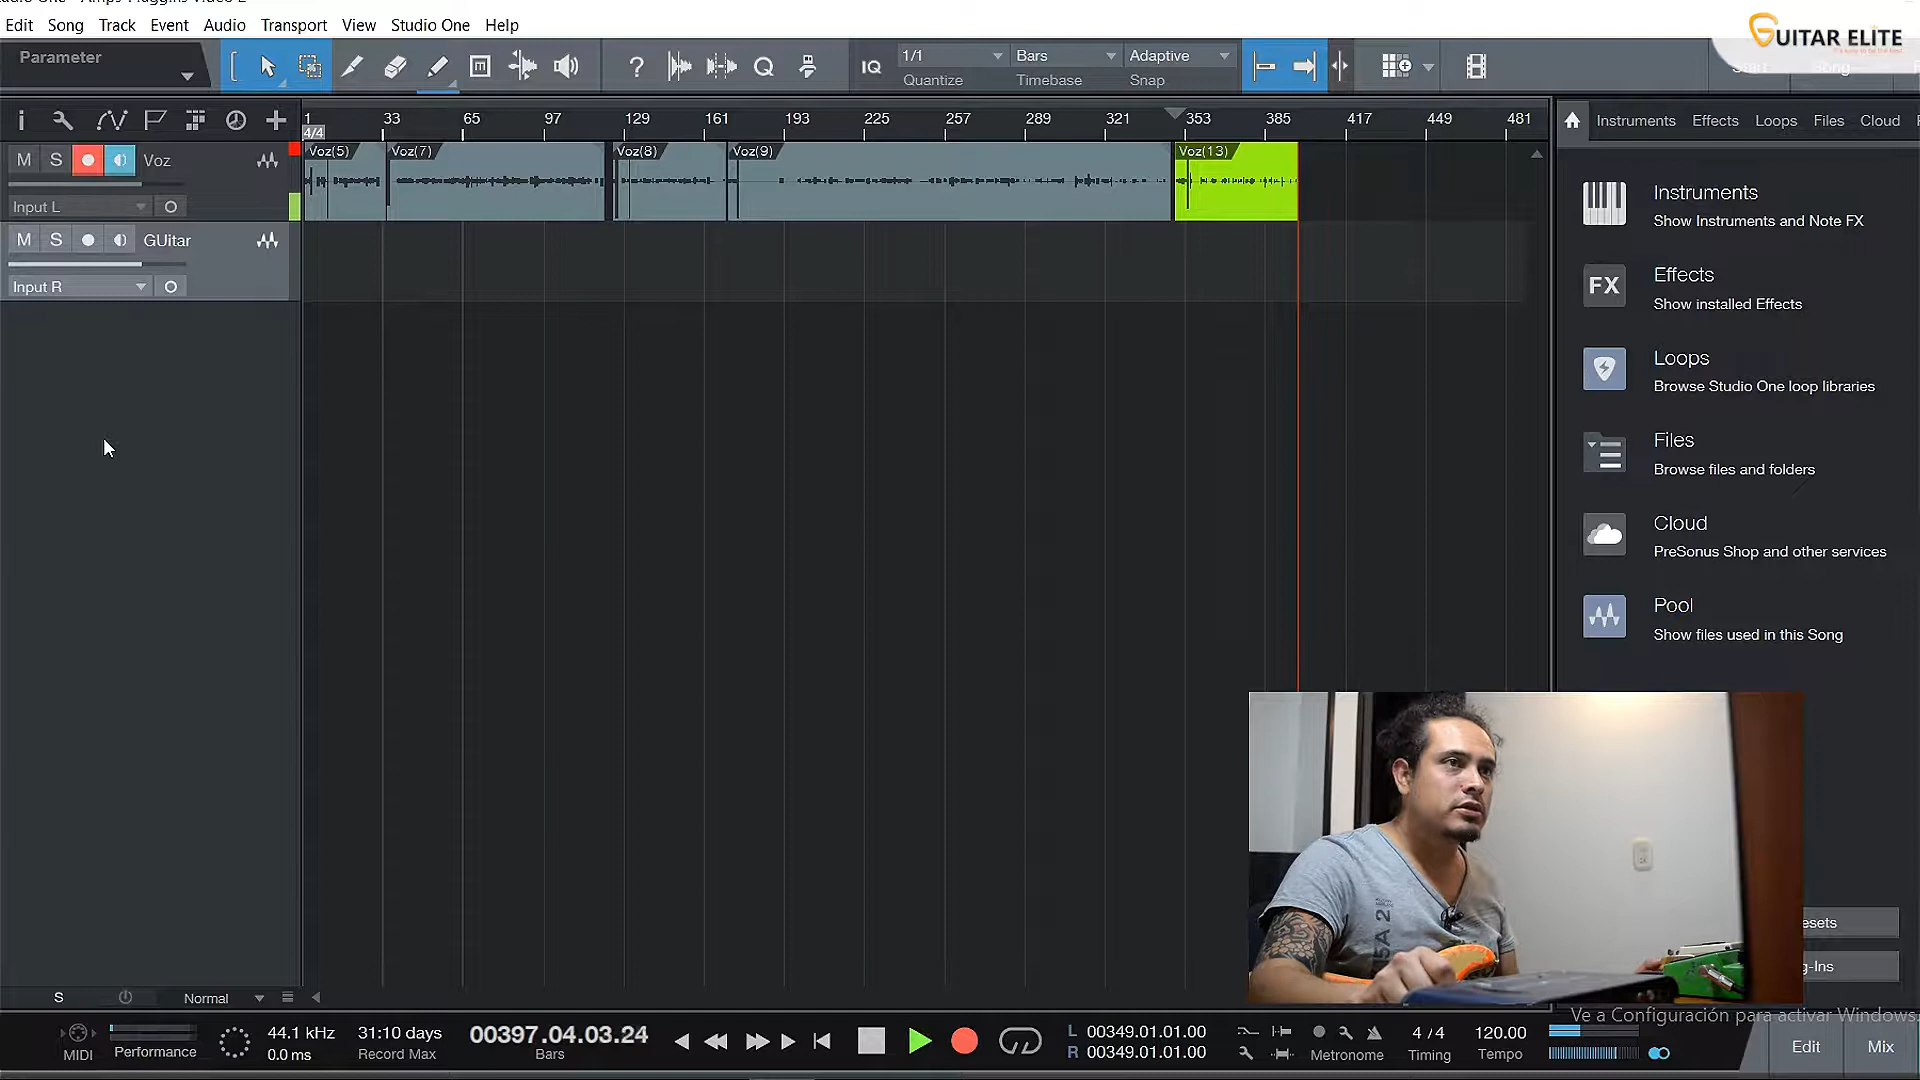 Edit Song Track Event Audio Transport View Studio One Help
GUITAR ELITE
Parameter
IQ 1/1 Bars Adaptive
Quantize Timebase Snap
1 33 65 97 129 161 193 225 257 289 321 353 385 417 449 481
4/4
Instruments Effects Loops Files Cloud
M S Voz
Voz(5) Voz(7) Voz(8) Voz(9) Voz(13)
Input L
M S GUitar
Input R
Instruments
Show Instruments and Note FX
FX
Effects
Show installed Effects
Loops
Browse Studio One loop libraries
Files
Browse files and folders
Cloud
PreSonus Shop and other services
Pool
Show files used in this Song
esets
g-Ins
S Normal
Ve a Configuración para activar Windows.
MIDI Performance
44.1 kHz
0.0 ms
31:10 days
Record Max
00397.04.03.24
Bars
L 00349.01.01.00
R 00349.01.01.00
Metronome
4 / 4
Timing
120.00
Tempo
Edit Mix